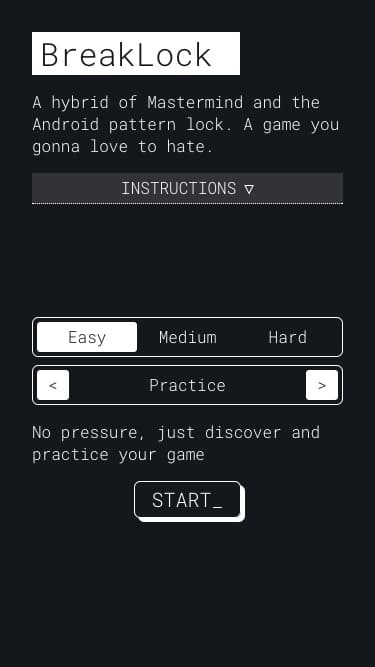 BreakLock
A hybrid of Mastermind and the
Android pattern lock. A game you
gonna love to hate.
INSTRUCTIONS ▽
Easy Medium Hard
< Practice >
No pressure, just discover and
practice your game
START_